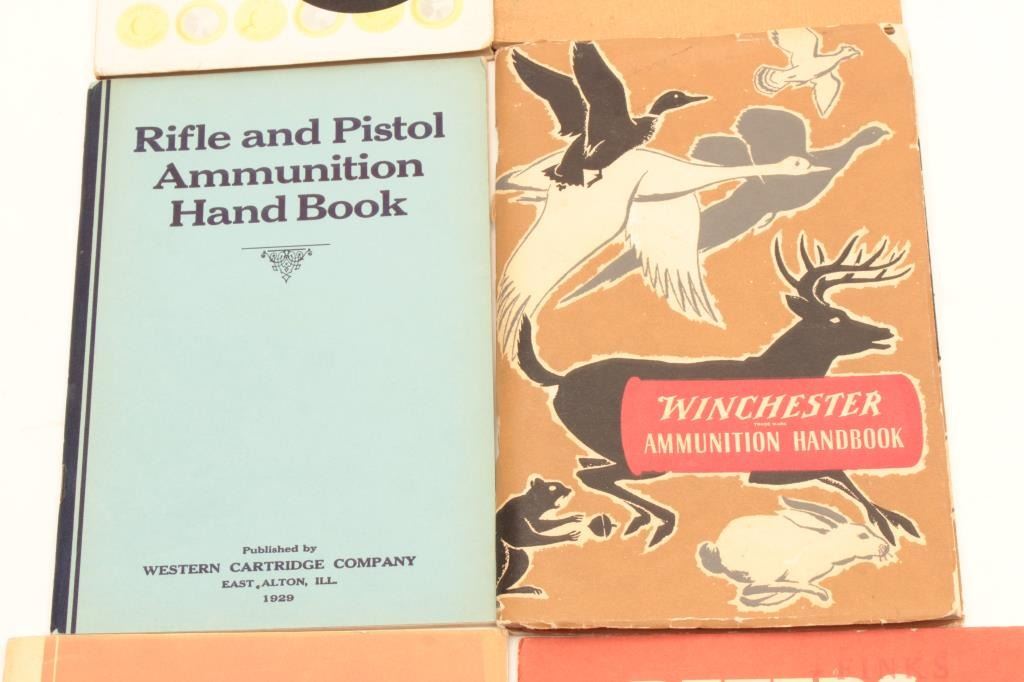 Rifle and Pistol
Ammunition
Hand Book
Published by
WESTERN CARTRIDGE COMPANY
EAST ALTON, ILL.
1929
WINCHESTER
TRADE MARK
AMMUNITION HANDBOOK
FINKS